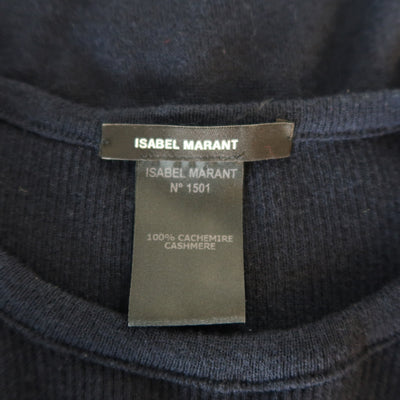 ISABEL MARANT
ISABEL MARANT
N° 1501
100% CACHEMIRE
CASHMERE